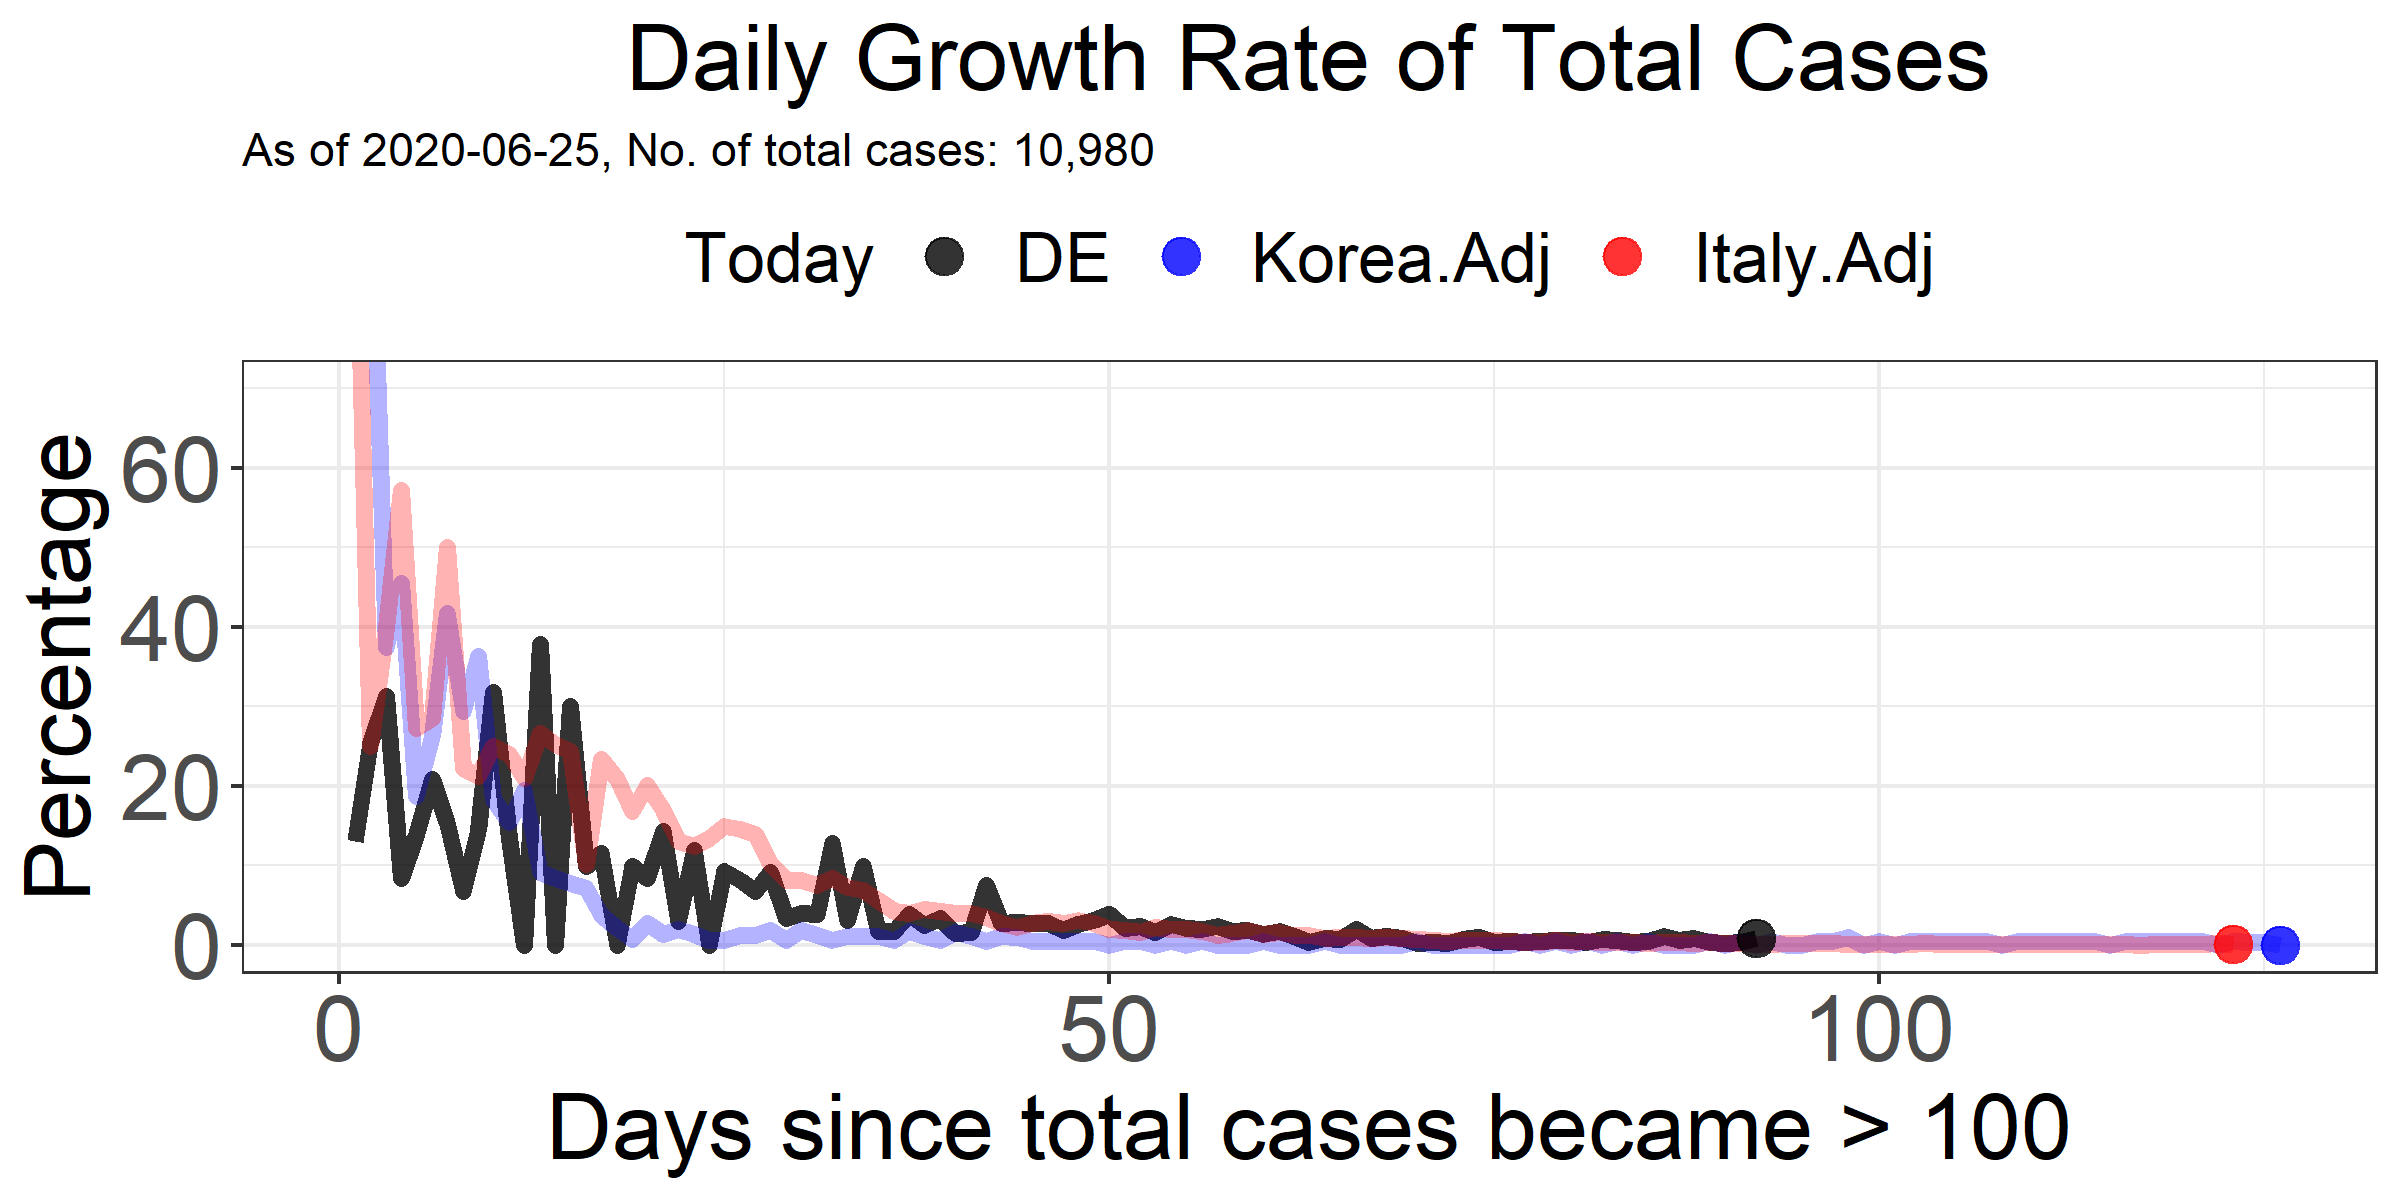 Daily Growth Rate of Total Cases
As of 2020-06-25, No. of total cases: 10,980
Today DE Korea.Adj Italy.Adj
Percentage
60
40
20
0
0 50 100
Days since total cases became > 100